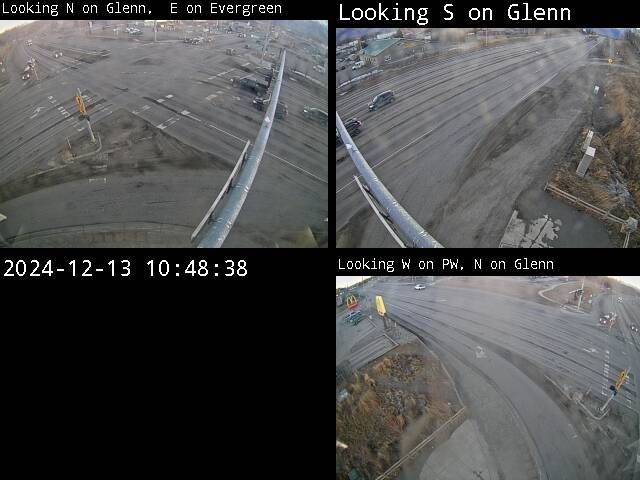 Looking N on Glenn,  E on Evergreen
Looking S on Glenn
2024-12-13 10:48:38
Looking W on PW, N on Glenn